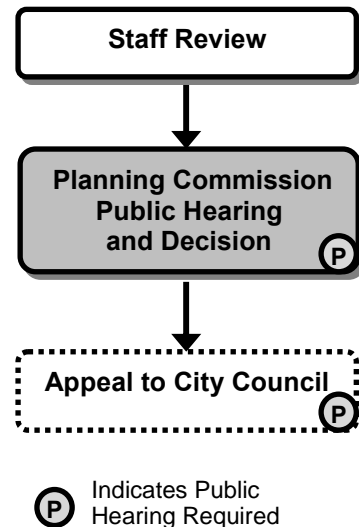 Staff Review
Planning Commission
Public Hearing
and Decision
P
Appeal to City Council
P
P
Indicates Public
Hearing Required